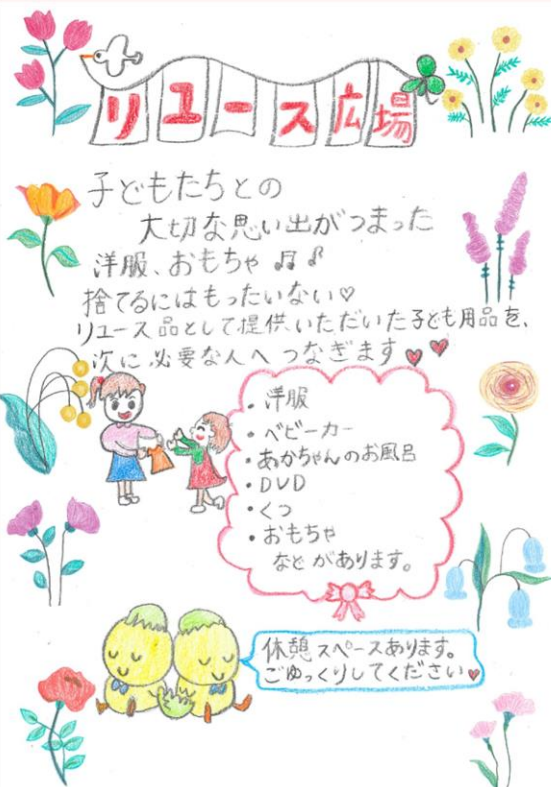 リユース広場
子どもたちとの
大切な思い出がつまった
洋服、おもちゃ♬♪
捨てるにはもったいない♡
リユース品として提供いただいた子ども用品を、
次に必要な人へつなぎます♥♥
・洋服
・ベビーカー
・あかちゃんのお風呂
・DVD
・くつ
・おもちゃ
などがあります。
休憩スペースあります。
ごゆっくりしてください♥